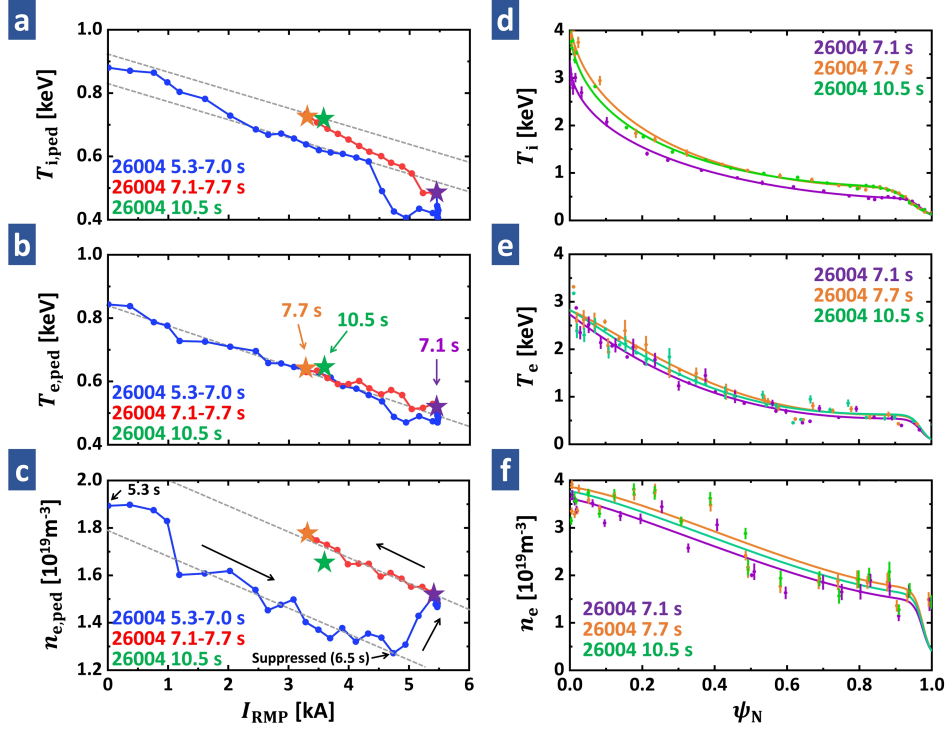 a
1.0
0.8
0.6
0.4
T_i,ped [keV]
26004 5.3-7.0 s
26004 7.1-7.7 s
26004 10.5 s
b
1.0
0.8
0.6
0.4
T_e,ped [keV]
7.7 s
10.5 s
7.1 s
26004 5.3-7.0 s
26004 7.1-7.7 s
26004 10.5 s
c
2.0
1.8
1.6
1.4
1.2
n_e,ped [10^19 m^-3]
5.3 s
26004 5.3-7.0 s
26004 7.1-7.7 s
26004 10.5 s
Suppressed (6.5 s)
0 1 2 3 4 5 6
I_RMP [kA]
d
4
3
2
1
0
T_i [keV]
26004 7.1 s
26004 7.7 s
26004 10.5 s
e
4
3
2
1
0
T_e [keV]
26004 7.1 s
26004 7.7 s
26004 10.5 s
f
4
3
2
1
0
n_e [10^19 m^-3]
26004 7.1 s
26004 7.7 s
26004 10.5 s
0.0 0.2 0.4 0.6 0.8 1.0
ψ_N